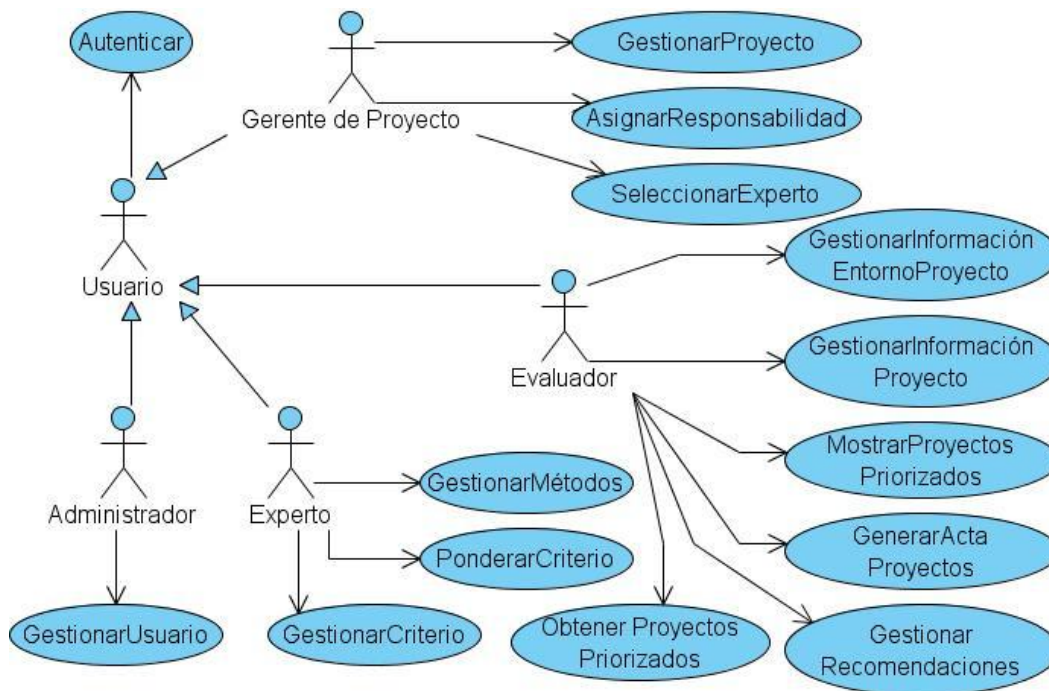 Autenticar
GestionarProyecto
Gerente de Proyecto
AsignarResponsabilidad
SeleccionarExperto
Usuario
GestionarInformación
EntornoProyecto
Evaluador
GestionarInformación
Proyecto
MostrarProyectos
Priorizados
Administrador
Experto
GestionarMétodos
PonderarCriterio
GenerarActa
Proyectos
GestionarUsuario
GestionarCriterio
Obtener Proyectos
Priorizados
Gestionar
Recomendaciones